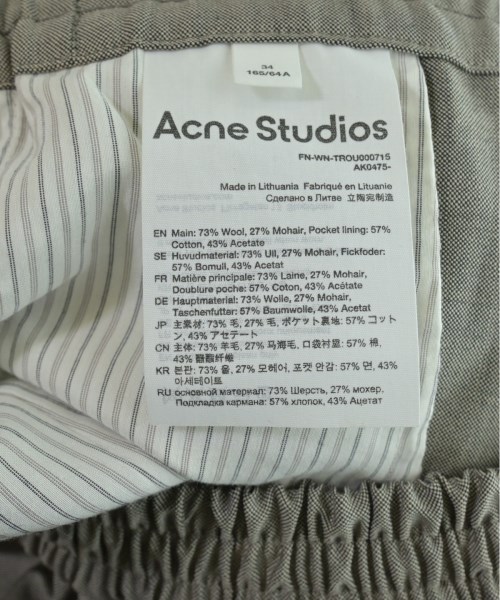 34
165/64A
Acne Studios
FN-WN-TROU000715
AK0475-
Made in Lithuania Fabriqué en Lituanie
Сделано в Литве 立陶宛制造
EN Main: 73% Wool, 27% Mohair, Pocket lining: 57%
Cotton, 43% Acetate
SE Huvudmaterial: 73% Ull, 27% Mohair, Fickfoder:
57% Bomull, 43% Acetat
FR Matière principale: 73% Laine, 27% Mohair,
Doublure poche: 57% Coton, 43% Acétate
DE Hauptmaterial: 73% Wolle, 27% Mohair,
Taschenfutter: 57% Baumwolle, 43% Acetat
JP 主素材: 73% 毛, 27% 毛, ポケット裏地: 57% コット
ン, 43% アセテート
CN 主体: 73% 羊毛, 27% 马海毛, 口袋衬里: 57% 棉,
43% 醋酯纤维
KR 본판: 73% 울, 27% 모헤어, 포켓 안감: 57% 면, 43%
아세테이트
RU основной материал: 73% Шерсть, 27% мохер.
Подкладка кармана: 57% хлопок, 43% Ацетат